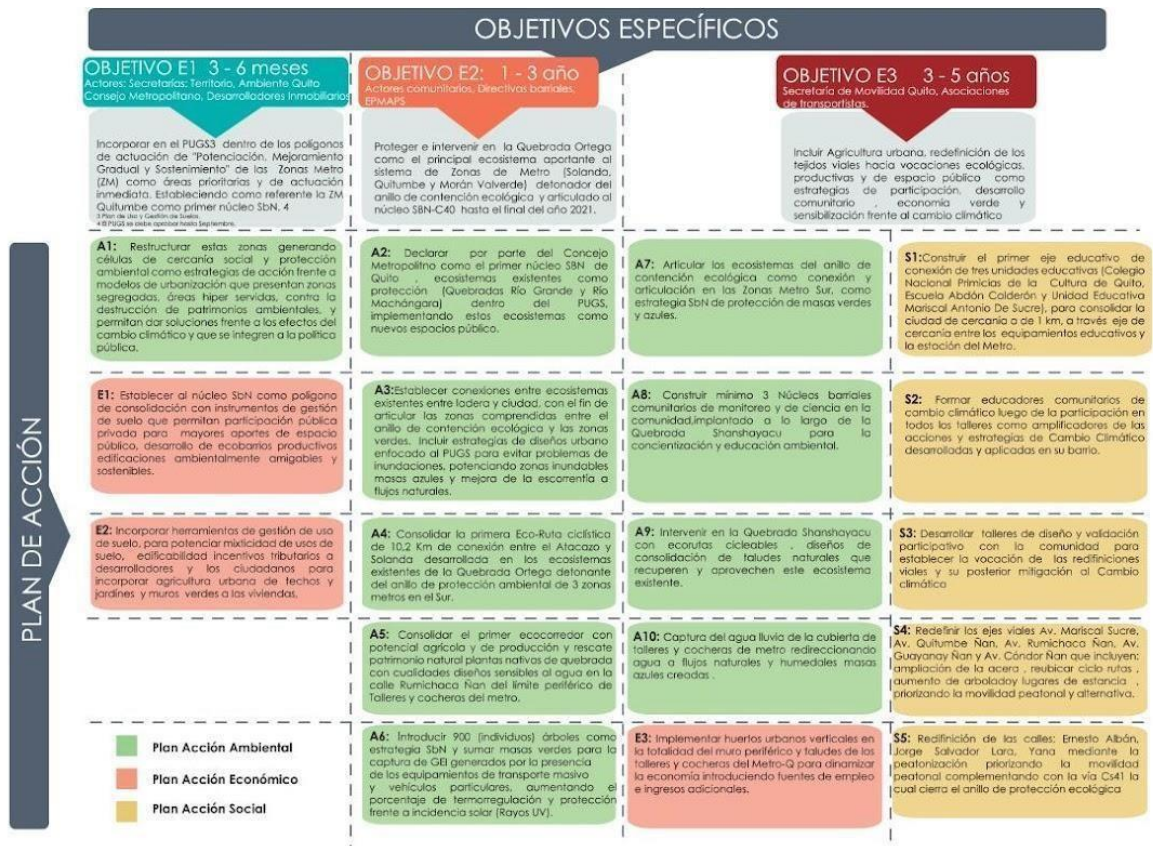 OBJETIVOS ESPECÍFICOS
OBJETIVO E1  3 - 6 meses
Actores: Secretarías: Territorio, Ambiente Quito
Consejo Metropolitano, Desarrolladores Inmobiliarios
Incorporar en el PUGS3 dentro de los polígonos
de actuación de "Potenciación, Mejoramiento
Gradual y Sostenimiento" de las Zonas Metro
(ZM) como áreas prioritarias y de actuación
inmediata. Estableciendo como referente la ZM
Quitumbe como primer núcleo SbN. 4
3 Plan de Uso y Gestión de Suelos.
4 El PUGS se debe aprobar hasta Septiembre.
OBJETIVO E2:  1 - 3 año
Actores comunitarios, Directivas barriales,
EPMAPS
Proteger e intervenir en la Quebrada Ortega
como el principal ecosistema aportante al
sistema de Zonas de Metro (Solanda,
Quitumbe y Morán Valverde) detonador del
anillo de contención ecológica y articulado al
núcleo SBN-C40 hasta el final del año 2021.
OBJETIVO E3  3 - 5 años
Secretaría de Movilidad Quito, Asociaciones
de transportistas.
Incluir Agricultura urbana, redefinición de los
tejidos viales hacia vocaciones ecológicas,
productivas y de espacio público como
estrategias de participación, desarrollo
comunitario , economía verde y
sensibilización frente al cambio climático
PLAN DE ACCIÓN
A1: Restructurar estas zonas generando
células de cercanía social y protección
ambiental como estrategias de acción frente a
modelos de urbanización que presentan zonas
segregadas, áreas hiper servidas, contra la
destrucción de patrimonios ambientales, y
permitan dar soluciones frente a los efectos del
cambio climático y que se integren a la política
pública.
A2: Declarar por parte del Concejo
Metropolitno como el primer núcleo SBN de
Quito , ecosistemas existentes como
protección (Quebradas Río Grande y Río
Machángara) dentro del PUGS,
implementando estos ecosistemas como
nuevos espacios público.
A7: Articular los ecosistemas del anillo de
contención ecológica como conexión y
articulación en las Zonas Metro Sur, como
estrategia SbN de protección de masas verdes
y azules.
S1:Construir el primer eje educativo de
conexión de tres unidades educativas (Colegio
Nacional Primicias de la Cultura de Quito,
Escuela Abdón Calderón y Unidad Educativa
Mariscal Antonio De Sucre), para consolidar la
ciudad de cercanía a de 1 km, a través eje de
cercanía entre los equipamientos educativos y
la estación del Metro.
E1: Establecer al núcleo SbN como polígono
de consolidación con instrumentos de gestión
de suelo que permitan participación pública
privada para mayores aportes de espacio
público, desarrollo de ecobarrios productivos
edificaciones ambientalmente amigables y
sostenibles.
A3:Establecer conexiones entre ecosistemas
existentes entre ladera y ciudad, con el fin de
articular las zonas comprendidas entre el
anillo de contención ecológica y las zonas
verdes. Incluir estrategias de diseños urbano
enfocado al PUGS para evitar problemas de
inundaciones, potenciando zonas inundables
masas azules y mejora de la escorrentía a
flujos naturales.
A8: Construir mínimo 3 Núcleos barriales
comunitarios de monitoreo y de ciencia en la
comunidad,implantado a lo largo de la
Quebrada Shanshayacu para la
concientización y educación ambiental.
S2: Formar educadores comunitarios de
cambio climático luego de la participación en
todos los talleres como amplificadores de las
acciones y estrategias de Cambio Climático
desarrolladas y aplicadas en su barrio.
E2: Incorporar herramientas de gestión de uso
de suelo, para potenciar mixticidad de usos de
suelo, edificabilidad incentivos tributarios a
desarrolladores y los ciudadanos para
incorporar agricultura urbana de techos y
jardines y muros verdes a las viviendas.
A4: Consolidar la primera Eco-Ruta ciclística
de 10,2 Km de conexión entre el Atacazo y
Solanda desarrollada en los ecosistemas
existentes de la Quebrada Ortega detonante
del anillo de protección ambiental de 3 zonas
metros en el Sur.
A9: Intervenir en la Quebrada Shanshayacu
con ecorutas cicleables , diseños de
consolidación de taludes naturales que
recuperen y aprovechen este ecosistema
existente.
S3: Desarrollar talleres de diseño y validación
participativo con la comunidad para
establecer la vocación de las redifiniciones
viales y su posterior mitigación al Cambio
climático
A5: Consolidar el primer ecocorredor con
potencial agrícola y de producción y rescate
patrimonio natural plantas nativas de quebrada
con cualidades diseños sensibles al agua en la
calle Rumichaca Ñan del límite periférico de
Talleres y cocheras del metro.
A10: Captura del agua lluvia de la cubierta de
talleres y cocheras de metro redireccionando
agua a flujos naturales y humedales masas
azules creadas .
S4: Redefinir los ejes viales Av. Mariscal Sucre,
Av. Quitumbe Ñan, Av. Rumichaca Ñan, Av.
Guayanay Ñan y Av. Cóndor Ñan que incluyen:
ampliación de la acera , reubicar ciclo rutas ,
aumento de arboladoy lugares de estancia ,
priorizando la movilidad peatonal y alternativa.
Plan Acción Ambiental
Plan Acción Económico
Plan Acción Social
A6: Introducir 900 (individuos) árboles como
estrategia SbN y sumar masas verdes para la
captura de GEI generados por la presencia
de los equipamientos de transporte masivo
y vehículos particulares, aumentando el
porcentaje de termorregulación y protección
frente a incidencia solar (Rayos UV).
E3: Implementar huertos urbanos verticales en
la totalidad del muro periférico y taludes de las
talleres y cocheras del Metro-Q para dinamizar
la economía introduciendo fuentes de empleo
e ingresos adicionales.
S5: Redifinición de las calles: Ernesto Albán,
Jorge Salvador Lara, Yana mediante la
peatonización priorizando la movilidad
peatonal complementando con la vía Cs41 la
cual cierra el anillo de protección ecológica